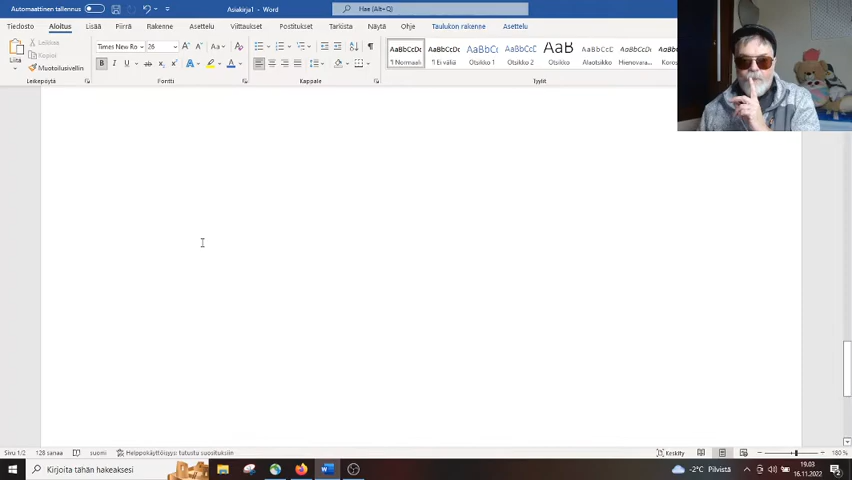 Automaattinen tallennus
Asiakirja1 - Word
Hae (Alt+Q)
Tiedosto Aloitus Lisää Piirrä Rakenne Asettelu Viittaukset Postitukset Tarkista Näytä Ohje Taulukon rakenne Asettelu
Liitä
Leikkaa
Kopioi
Muotoilusivellin
Leikepöytä
Times New Ro 26
Fontti
Kappale
AaBbCcDc AaBbCcDc AaBbCc AaBbCcC AaB AaBbCcD AaBbCcDc AaBbCcDc
¶ Normaali ¶ Ei väliä Otsikko 1 Otsikko 2 Otsikko Alaotsikko Hienovara... Koros
Tyylit
Sivu 1/2 128 sanaa suomi Helppokäyttöisyys: tutustu suosituksiin Keskity 180 %
Kirjoita tähän hakeaksesi
-2°C Pilvistä
19.03
16.11.2022